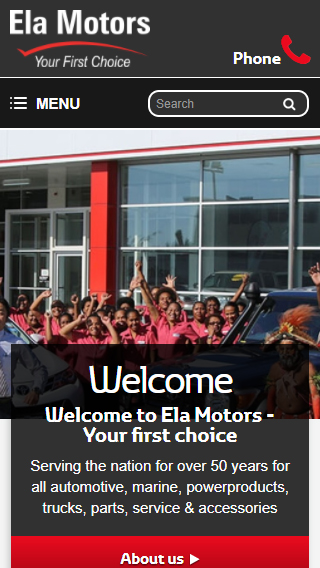 Ela Motors
Your First Choice
Phone
MENU
Search
Welcome
Welcome to Ela Motors -
Your first choice
Serving the nation for over 50 years for
all automotive, marine, powerproducts,
trucks, parts, service & accessories
About us